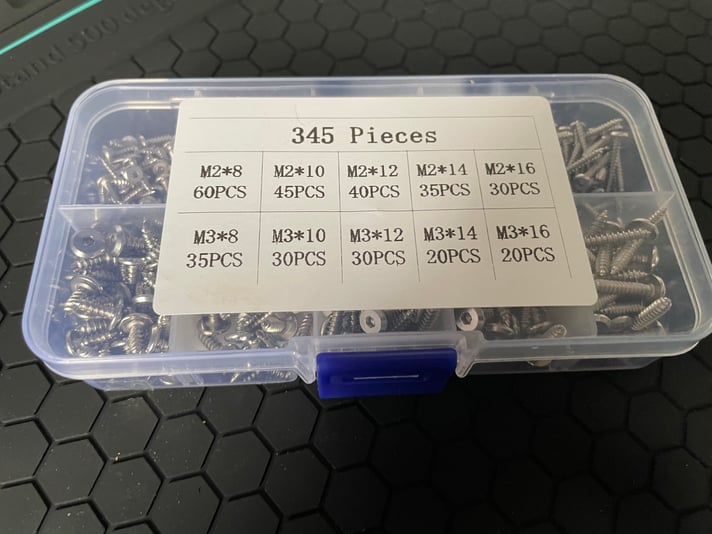 345 Pieces
M2*8 M2*10 M2*12 M2*14 M2*16
60PCS 45PCS 40PCS 35PCS 30PCS
M3*8 M3*10 M3*12 M3*14 M3*16
35PCS 30PCS 30PCS 20PCS 20PCS